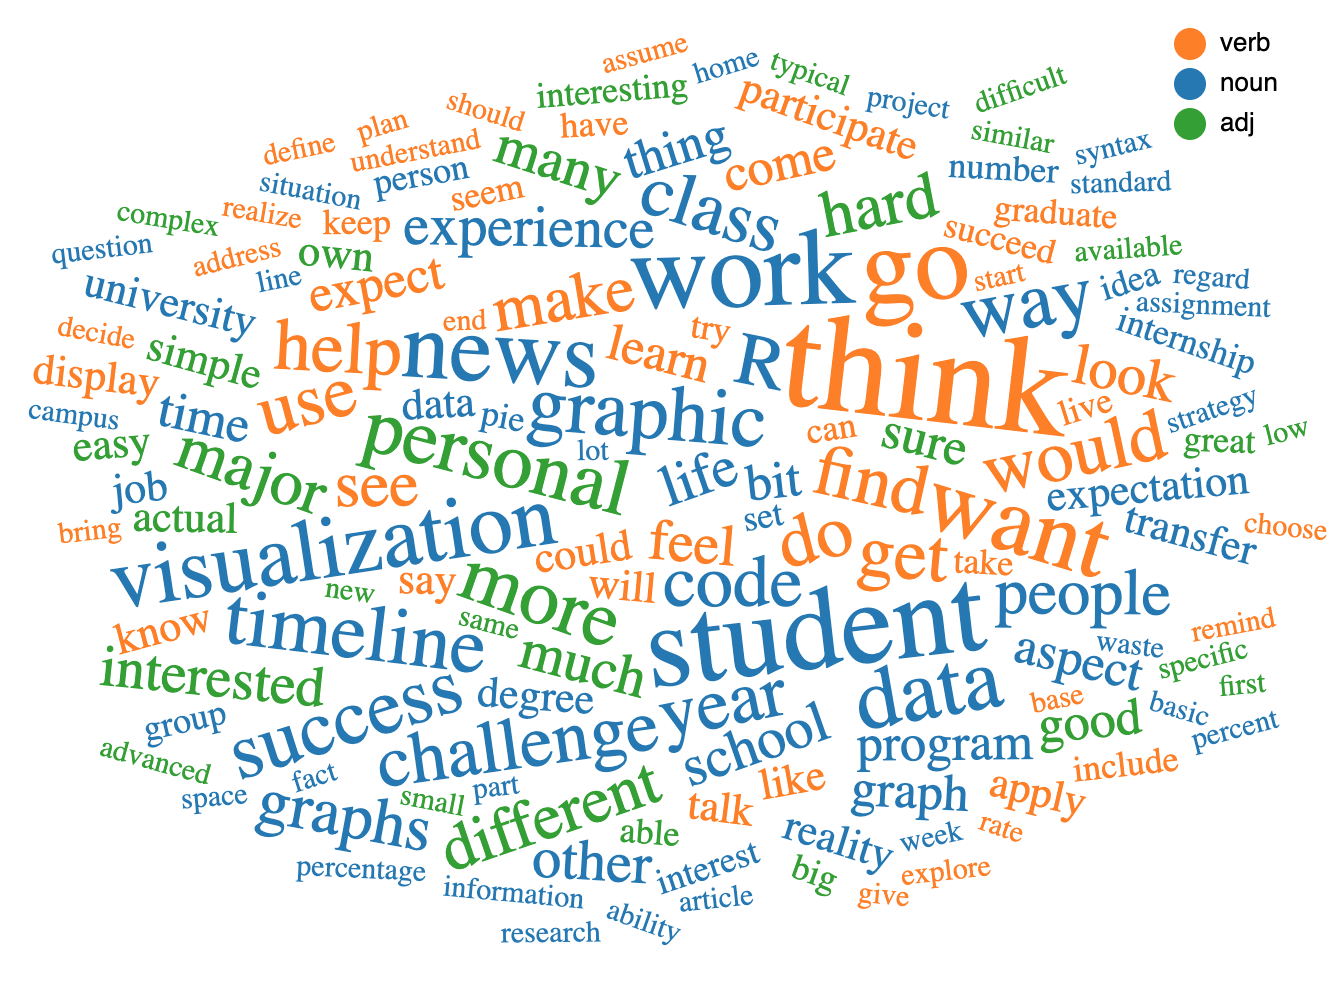 assume
home
typical
verb
interesting
participate
project
difficult
noun
should
have
thing
similar
adj
define
plan
understand
many
come
number
syntax
situation
person
seem
class
hard
standard
complex
realize
keep
experience
graduate
question
address
own
work
go
succeed
available
university
line
expect
make
start
way
idea
regard
assignment
decide
simple
end
help
news
learn
try
R
think
look
internship
display
time
use
data
pie
graphic
live
strategy
campus
easy
major
personal
lot
can
sure
would
great
low
job
see
life
bit
find
want
expectation
bring
actual
visualization
set
transfer
choose
could
feel
do
get
take
new
say
more
will
code
student
people
know
timeline
same
much
aspect
waste
remind
specific
interested
degree
year
data
base
basic
first
group
success
challenge
school
program
good
percent
advanced
fact
space
part
small
different
like
talk
graph
apply
include
graphs
able
reality
week
rate
percentage
other
interest
big
explore
information
article
give
ability
research